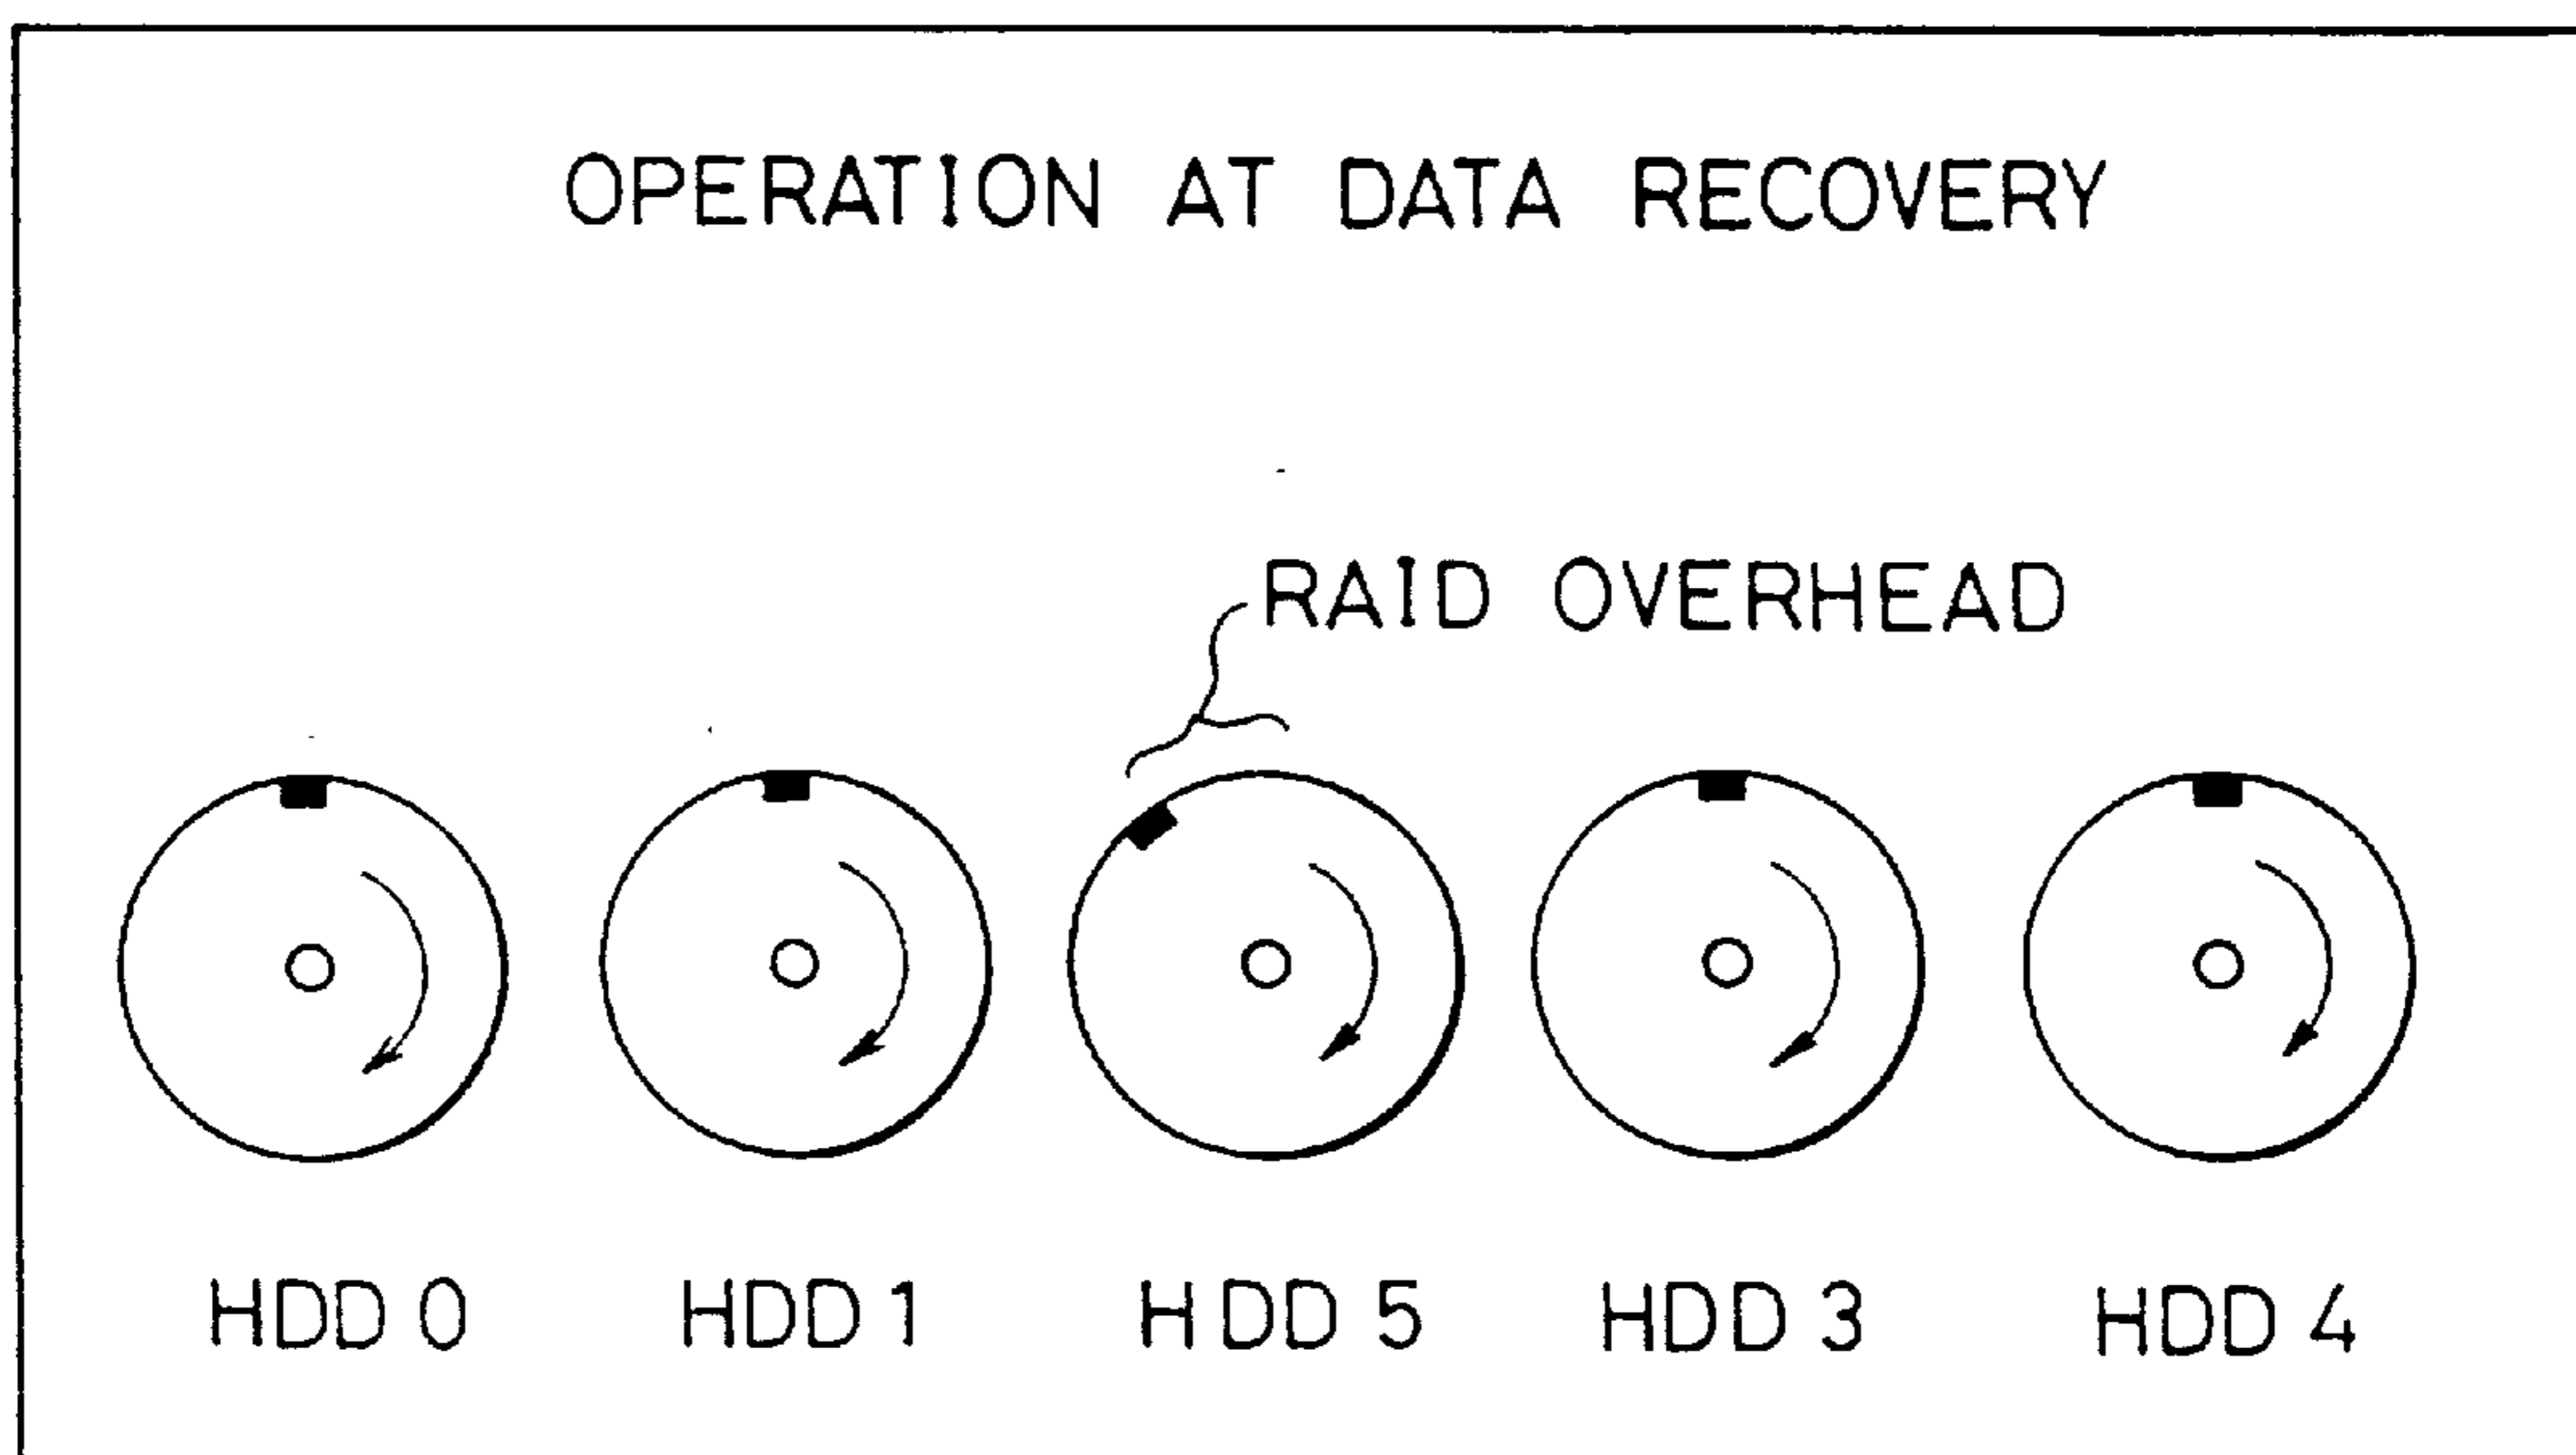 OPERATION AT DATA RECOVERY
RAID OVERHEAD
HDD 0 HDD 1 HDD 5 HDD 3 HDD 4